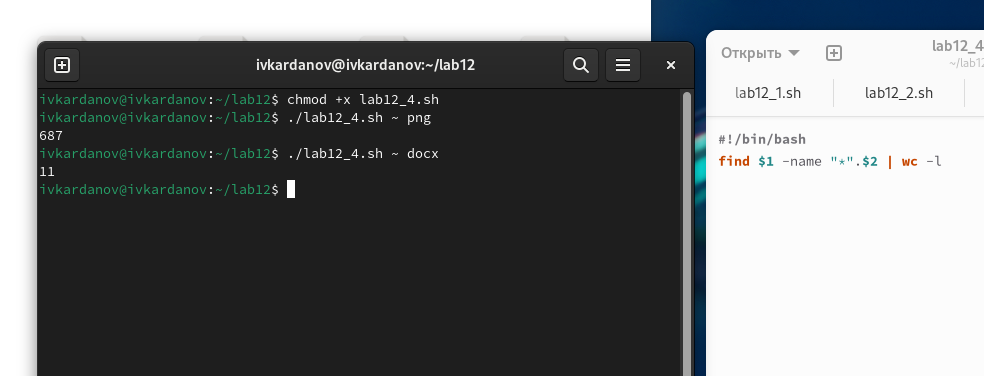 ivkardanov@ivkardanov:~/lab12
ivkardanov@ivkardanov:~/lab12$ chmod +x lab12_4.sh
ivkardanov@ivkardanov:~/lab12$ ./lab12_4.sh ~ png
687
ivkardanov@ivkardanov:~/lab12$ ./lab12_4.sh ~ docx
11
ivkardanov@ivkardanov:~/lab12$
Открыть
lab12_4
~/lab12
lab12_1.sh
lab12_2.sh
#!/bin/bash
find $1 -name "*".$2 | wc -l